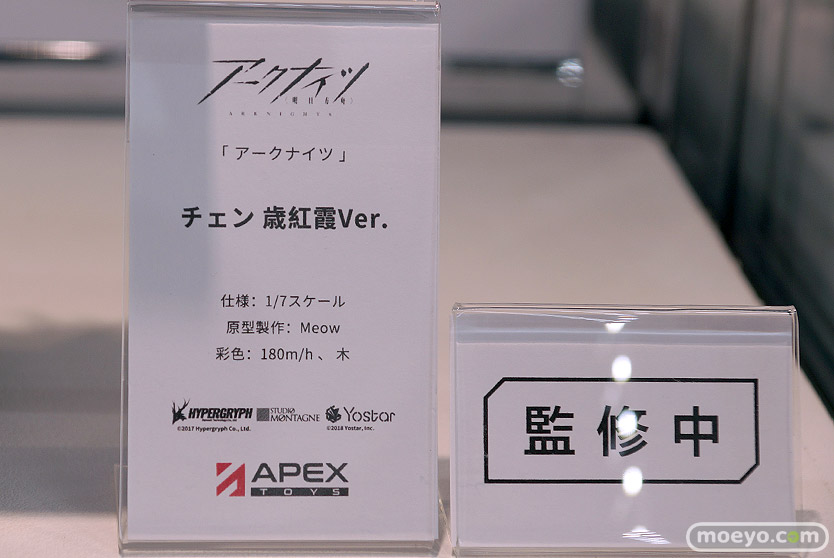 アークナイツ
〈明日方舟〉
ARKNIGHTS
「 アークナイツ 」
チェン 歳紅霞Ver.
仕様：1/7スケール
原型製作：Meow
彩色：180m/h 、 木
HYPERGRYPH STUDIO MONTAGNE Yostar
©2017 Hypergryph Co., Ltd. ©2018 Yostar, Inc.
APEX
TOYS
監修中
moeyo.com